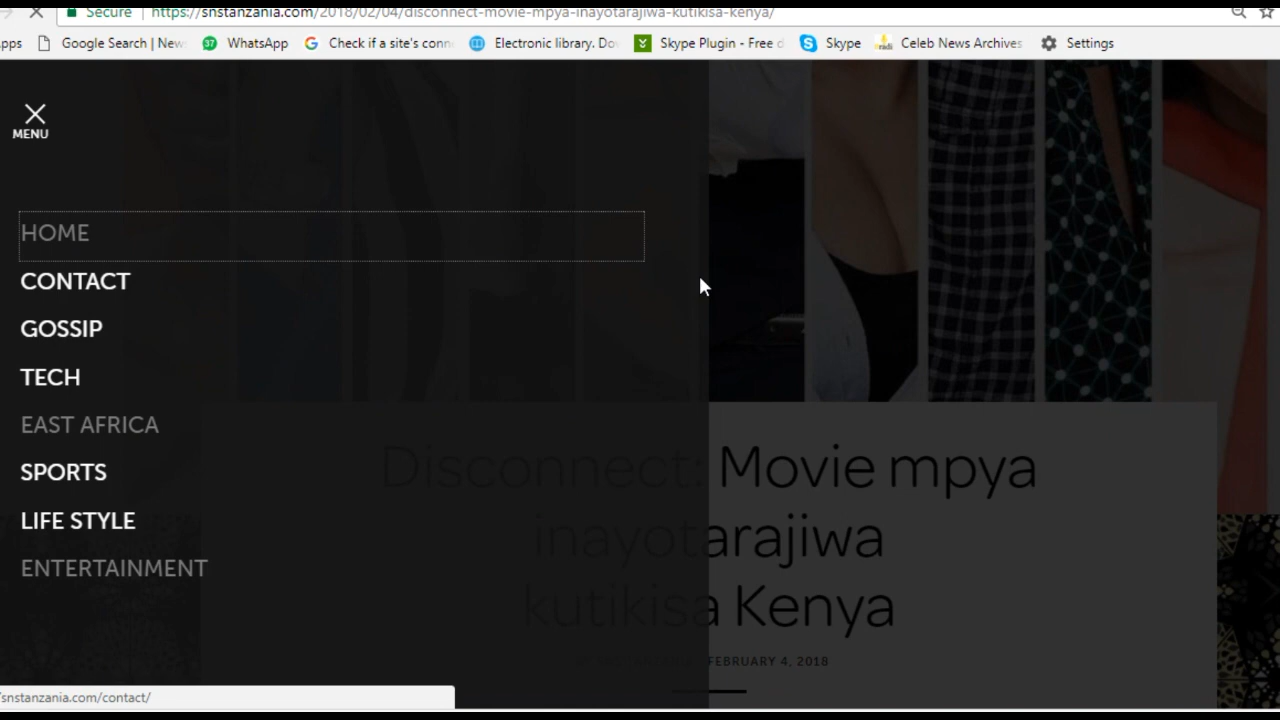 Secure | https://snstanzania.com/2018/02/04/disconnect-movie-mpya-inayotarajiwa-kutikisa-kenya/
Google Search | New WhatsApp Check if a site's conn Electronic library. Do Skype Plugin - Free d Skype Celeb News Archives Settings
MENU
HOME
CONTACT
GOSSIP
TECH
EAST AFRICA
SPORTS
LIFE STYLE
ENTERTAINMENT
Disconnect: Movie mpya
inayotarajiwa
kutikisa Kenya
FEBRUARY 4, 2018
snstanzania.com/contact/